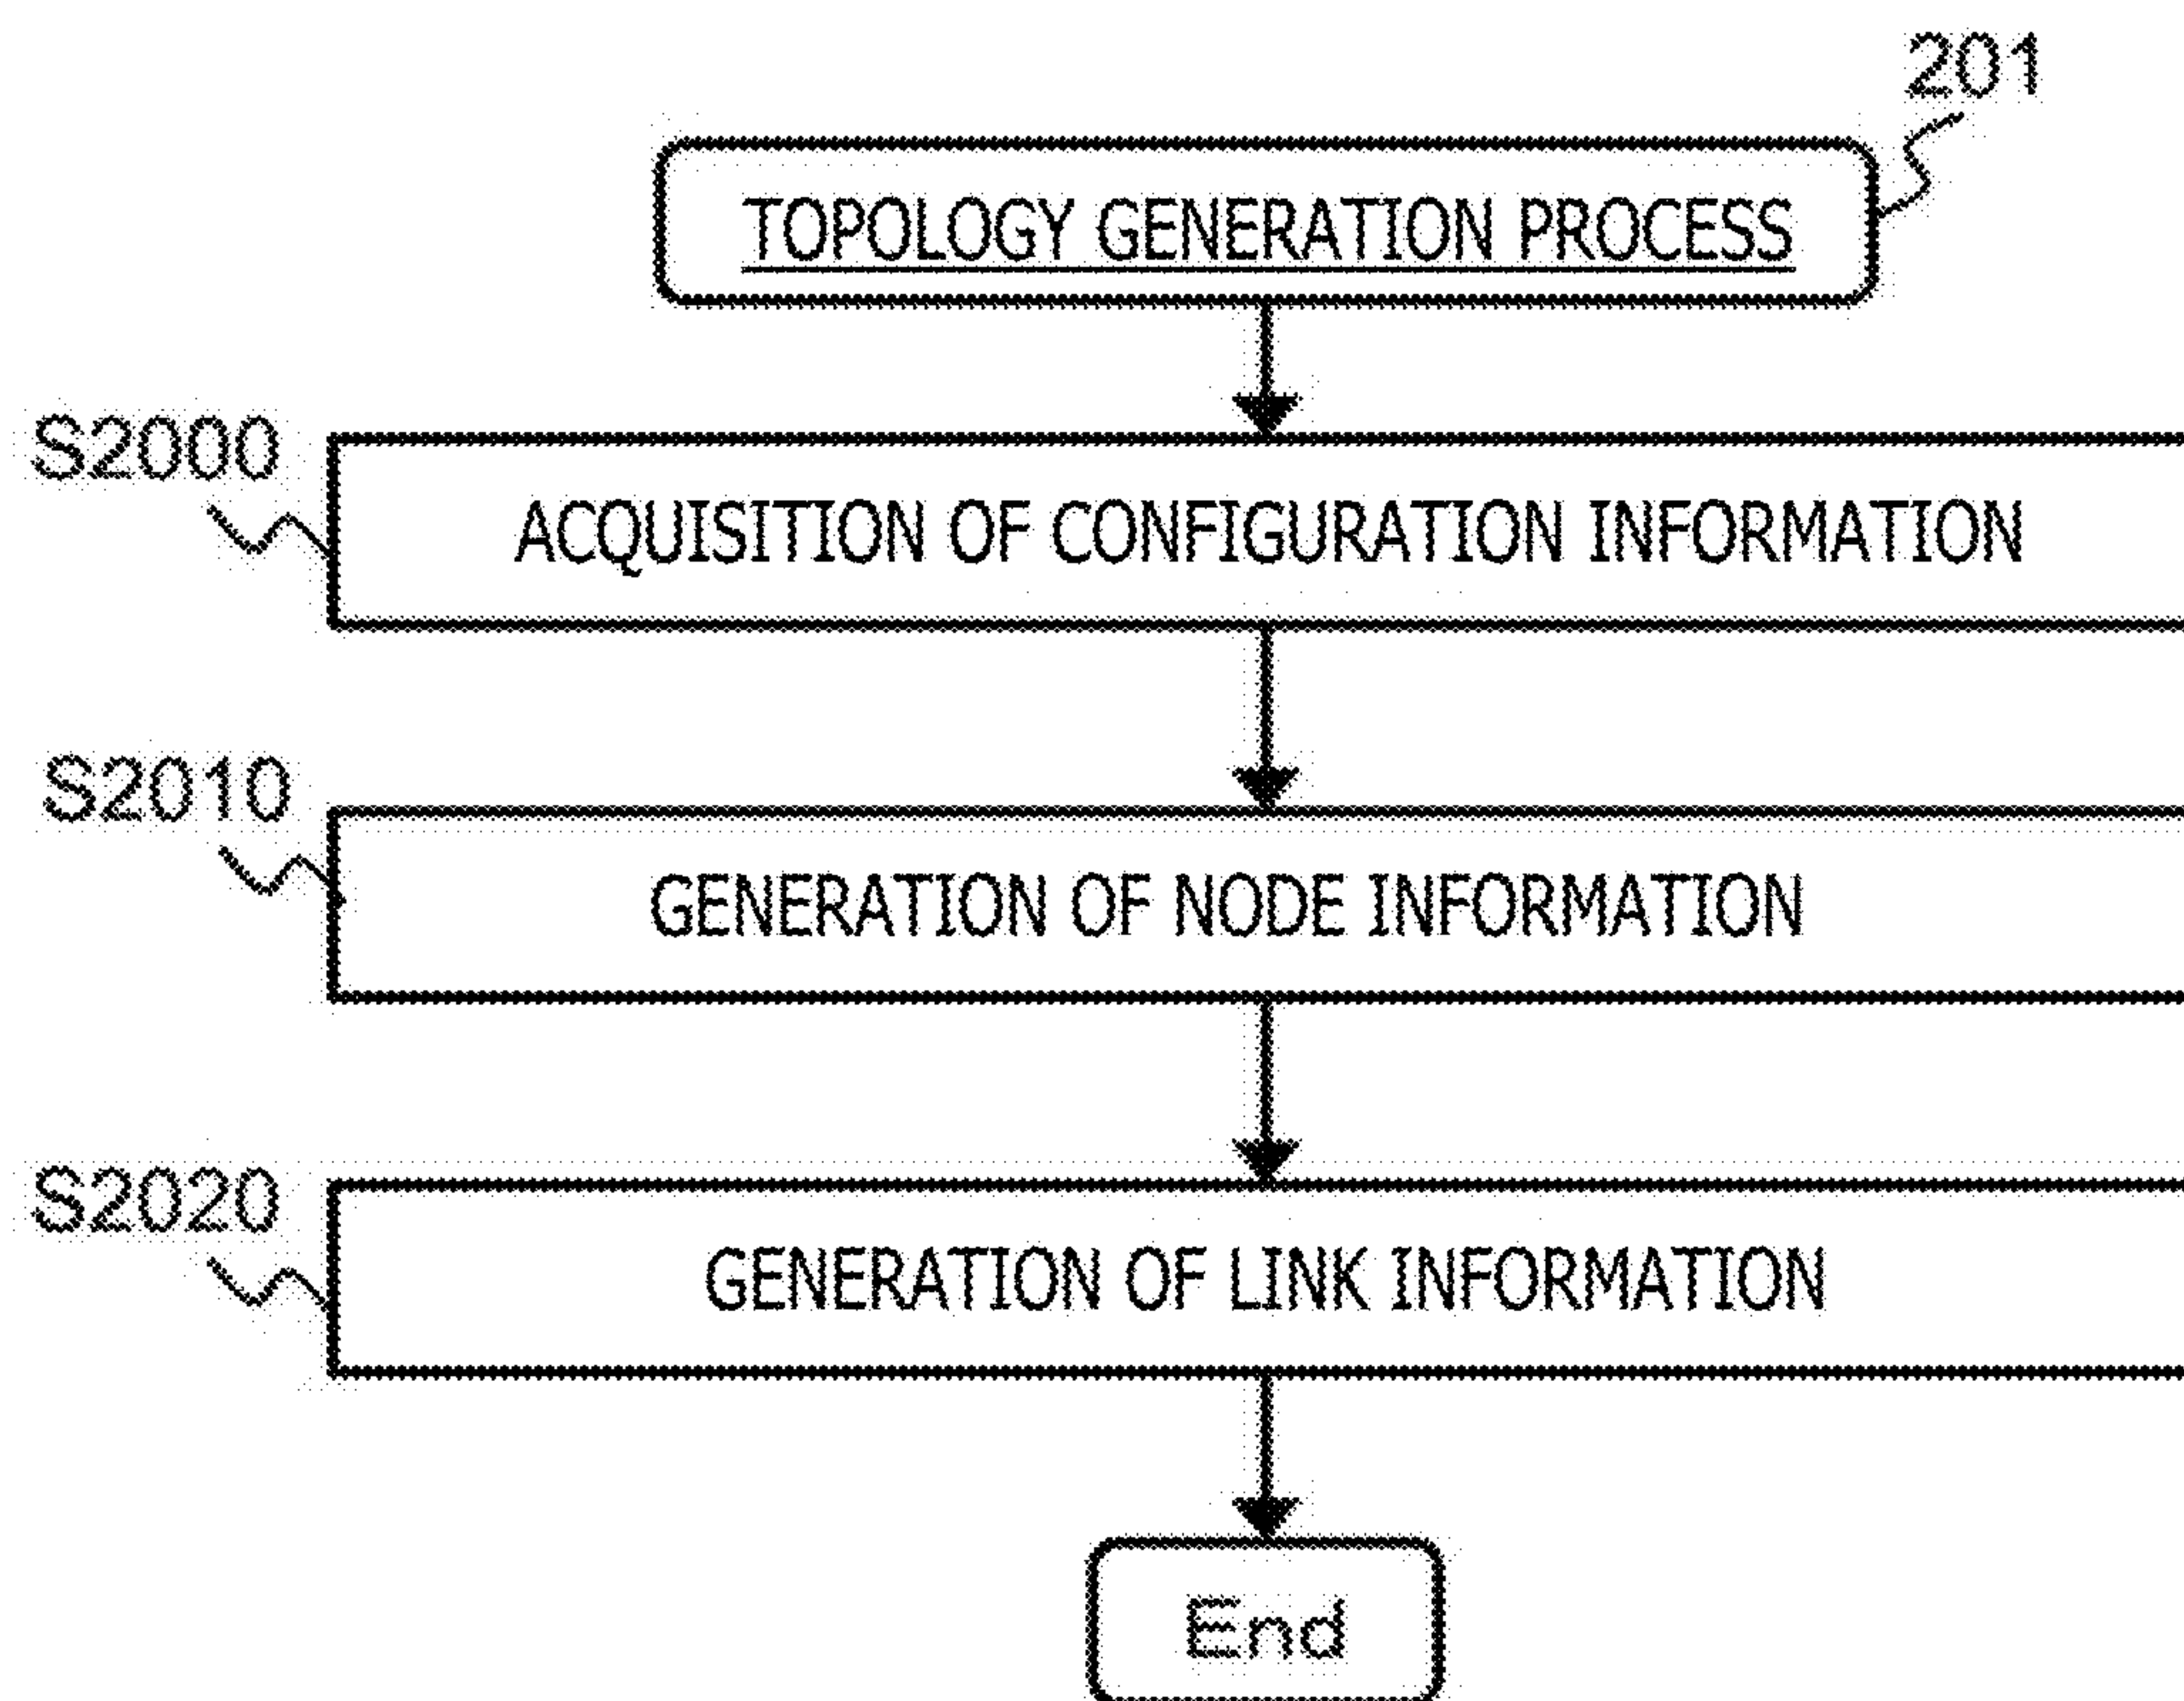 201
TOPOLOGY GENERATION PROCESS
S2000
ACQUISITION OF CONFIGURATION INFORMATION
S2010
GENERATION OF NODE INFORMATION
S2020
GENERATION OF LINK INFORMATION
End